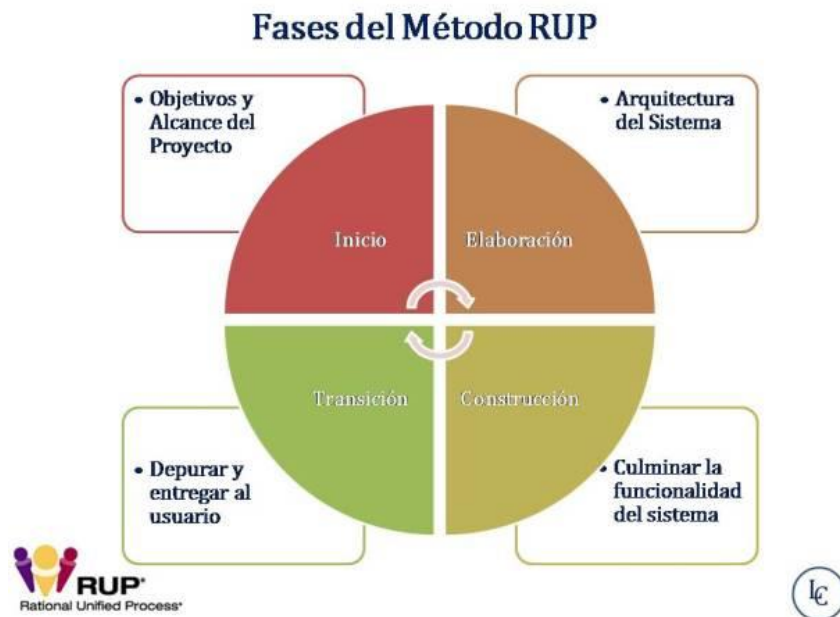 Fases del Método RUP
• Objetivos y
Alcance del
Proyecto
• Arquitectura
del Sistema
Inicio
Elaboración
Transición
Construcción
• Depurar y
entregar al
usuario
• Culminar la
funcionalidad
del sistema
RUP®
Rational Unified Process®
LC